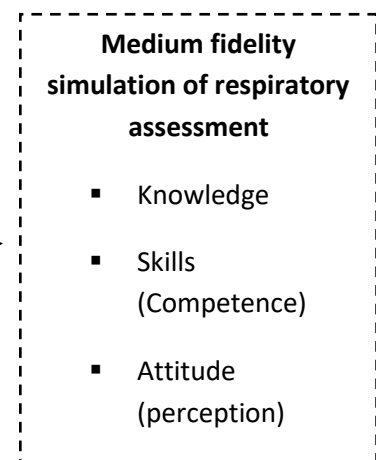 Medium fidelity
simulation of respiratory
assessment
▪ Knowledge
▪ Skills
(Competence)
▪ Attitude
(perception)